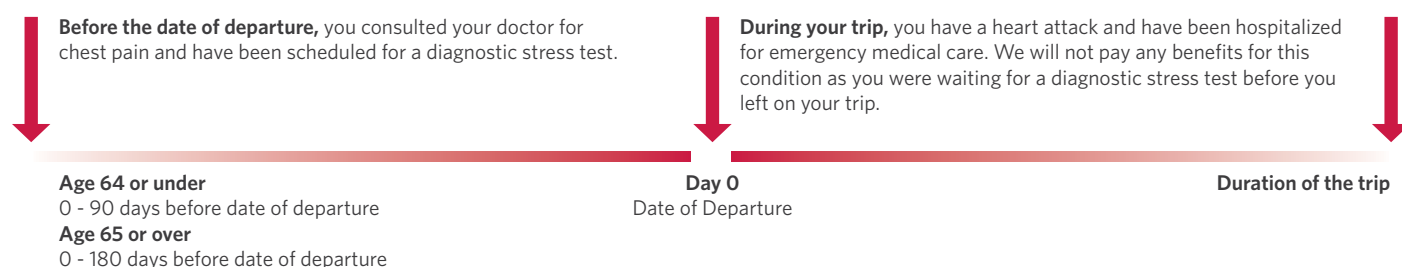 Before the date of departure, you consulted your doctor for
chest pain and have been scheduled for a diagnostic stress test.
During your trip, you have a heart attack and have been hospitalized
for emergency medical care. We will not pay any benefits for this
condition as you were waiting for a diagnostic stress test before you
left on your trip.
Age 64 or under
0 - 90 days before date of departure
Age 65 or over
0 - 180 days before date of departure
Day 0
Date of Departure
Duration of the trip